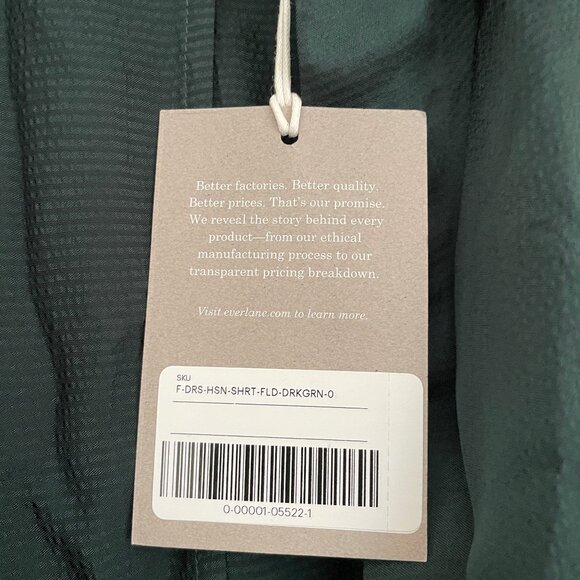 Better factories. Better quality.
Better prices. That's our promise.
We reveal the story behind every
product—from our ethical
manufacturing process to our
transparent pricing breakdown.
Visit everlane.com to learn more.
SKU
F-DRS-HSN-SHRT-FLD-DRKGRN-0
0-00001-05522-1